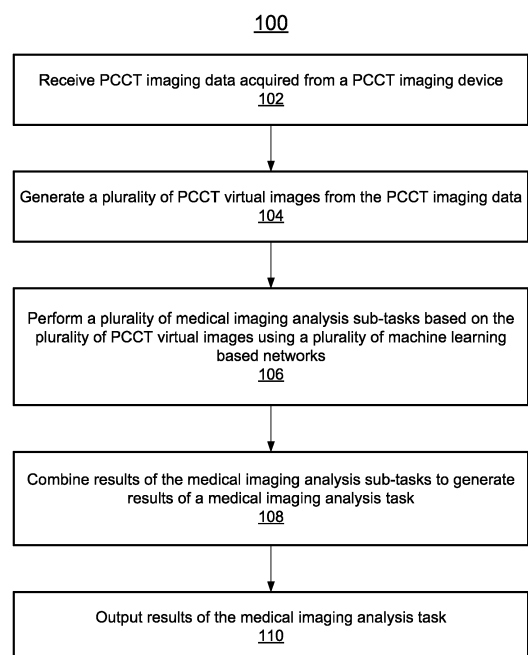 100
Receive PCCT imaging data acquired from a PCCT imaging device
102
Generate a plurality of PCCT virtual images from the PCCT imaging data
104
Perform a plurality of medical imaging analysis sub-tasks based on the
plurality of PCCT virtual images using a plurality of machine learning
based networks
106
Combine results of the medical imaging analysis sub-tasks to generate
results of a medical imaging analysis task
108
Output results of the medical imaging analysis task
110